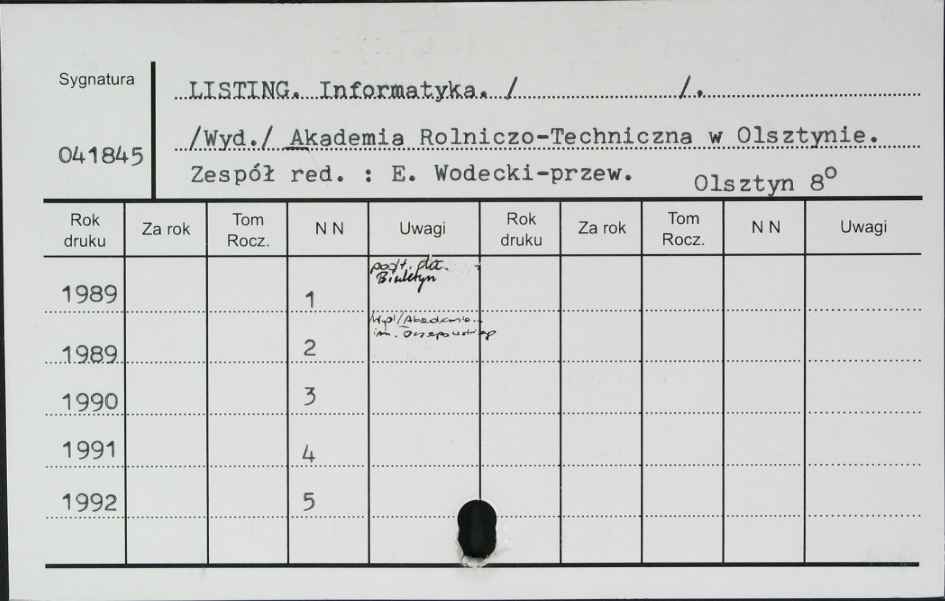 Sygnatura
LISTING. Informatyka. / /.
041845
/Wyd./ Akademia Rolniczo-Techniczna w Olsztynie.
Zespół red. : E. Wodecki-przew.
Olsztyn 8°
Rok druku Za rok Tom Rocz. N N Uwagi Rok druku Za rok Tom Rocz. N N Uwagi
1989 1
Biuletyn
1989 2 /Akademia
im.
1990 3
1991 4
1992 5